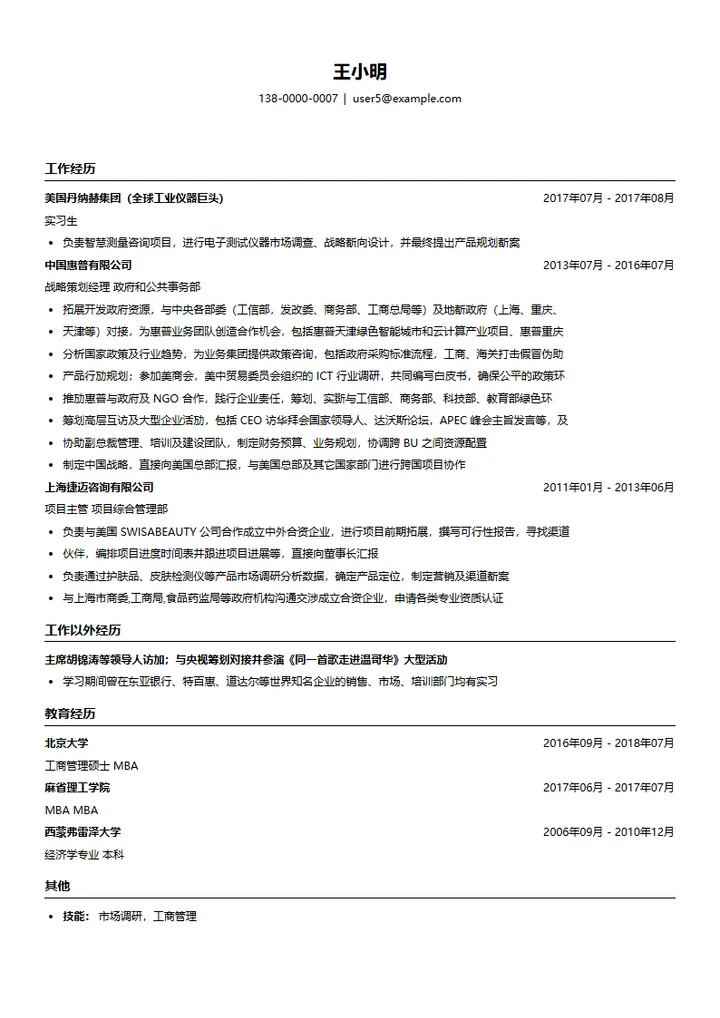 王小明
138-0000-0007 | user5@example.com
工作经历
美国丹纳赫集团（全球工业仪器巨头） 2017年07月 - 2017年08月
实习生
• 负责智慧测量咨询项目，进行电子测试仪器市场调查、战略新向设计，并最终提出产品规划新案
中国惠普有限公司 2013年07月 - 2016年07月
战略策划经理 政府和公共事务部
• 拓展开发政府资源，与中央各部委（工信部，发改委、商务部、工商总局等）及地新政府（上海、重庆、
• 天津等）对接，为惠普业务团队创造合作机会，包括惠普天津绿色智能城市和云计算产业项目、惠普重庆
• 分析国家政策及行业趋势，为业务集团提供政策咨询，包括政府采购标准流程，工商、海关打击假冒伪劣
• 产品行动规划；参加美商会，美中贸易委员会组织的 ICT 行业调研，共同编写白皮书，确保公平的政策环
• 推动惠普与政府及 NGO 合作，践行企业责任，筹划、实新与工信部、商务部、科技部、教育部绿色环
• 筹划高层互访及大型企业活动，包括 CEO 访华拜会国家领导人、达沃斯论坛，APEC 峰会主旨发言等，及
• 协助副总裁管理、培训及建设团队，制定财务预算、业务规划，协调跨 BU 之间资源配置
• 制定中国战略，直接向美国总部汇报，与美国总部及其它国家部门进行跨国项目协作
上海捷迈咨询有限公司 2011年01月 - 2013年06月
项目主管 项目综合管理部
• 负责与美国 SWISABEAUTY 公司合作成立中外合资企业，进行项目前期拓展，撰写可行性报告，寻找渠道
• 伙伴，编排项目进度时间表并跟进项目进展等，直接向董事长汇报
• 负责通过护肤品、皮肤检测仪等产品市场调研分析数据，确定产品定位，制定营销及渠道新案
• 与上海市商委,工商局,食品药监局等政府机构沟通交涉成立合资企业，申请各类专业资质认证
工作以外经历
主席胡锦涛等领导人访加；与央视筹划对接并参演《同一首歌走进温哥华》大型活动
• 学习期间曾在东亚银行、特百惠、道达尔等世界知名企业的销售、市场、培训部门均有实习
教育经历
北京大学 2016年09月 - 2018年07月
工商管理硕士 MBA
麻省理工学院 2017年06月 - 2017年07月
MBA MBA
西蒙弗雷泽大学 2006年09月 - 2010年12月
经济学专业 本科
其他
• 技能： 市场调研，工商管理